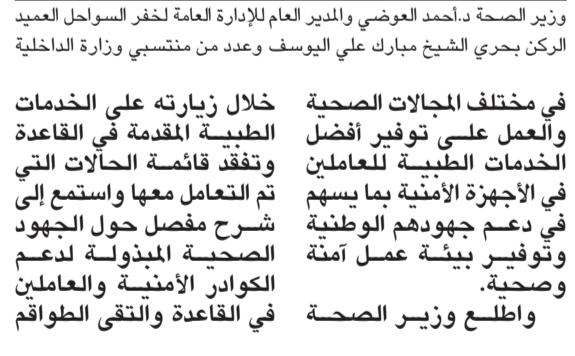 وزير الصحة د.أحمد العوضي والمدير العام للإدارة العامة لخفر السواحل العميد
الركن بحري الشيخ مبارك علي اليوسف وعدد من منتسبي وزارة الداخلية
في مختلف المجالات الصحية
والعمل على توفير أفضل
الخدمات الطبية للعاملين
في الأجهزة الأمنية بما يسهم
في دعم جهودهم الوطنية
وتوفير بيئة عمل آمنة
وصحية.
واطلع وزير الصحة
خلال زيارته على الخدمات
الطبية المقدمة في القاعدة
وتفقد قائمة الحالات التي
تم التعامل معها واستمع إلى
شرح مفصل حول الجهود
الصحية المبذولة لدعم
الكوادر الأمنية والعاملين
في القاعدة والتقى الطواقم